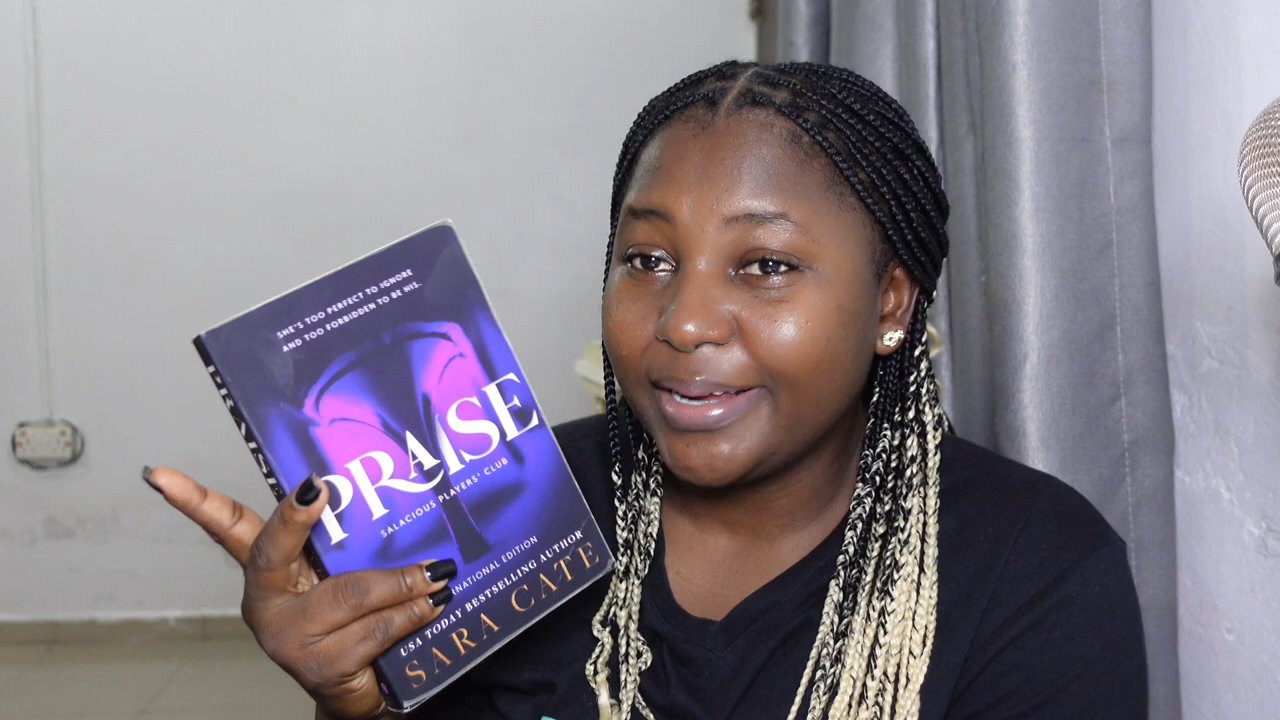 SHE'S TOO PERFECT TO IGNORE
AND TOO FORBIDDEN TO BE HIS.
PRAISE
SALACIOUS PLAYERS' CLUB
EDITION
USA TODAY BESTSELLING AUTHOR
SARA CATE
PRAISE